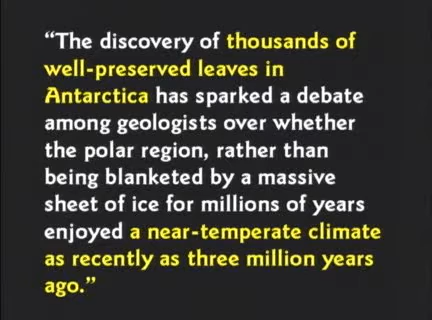 “The discovery of thousands of
well-preserved leaves in
Antarctica has sparked a debate
among geologists over whether
the polar region, rather than
being blanketed by a massive
sheet of ice for millions of years
enjoyed a near-temperate climate
as recently as three million years
ago.”